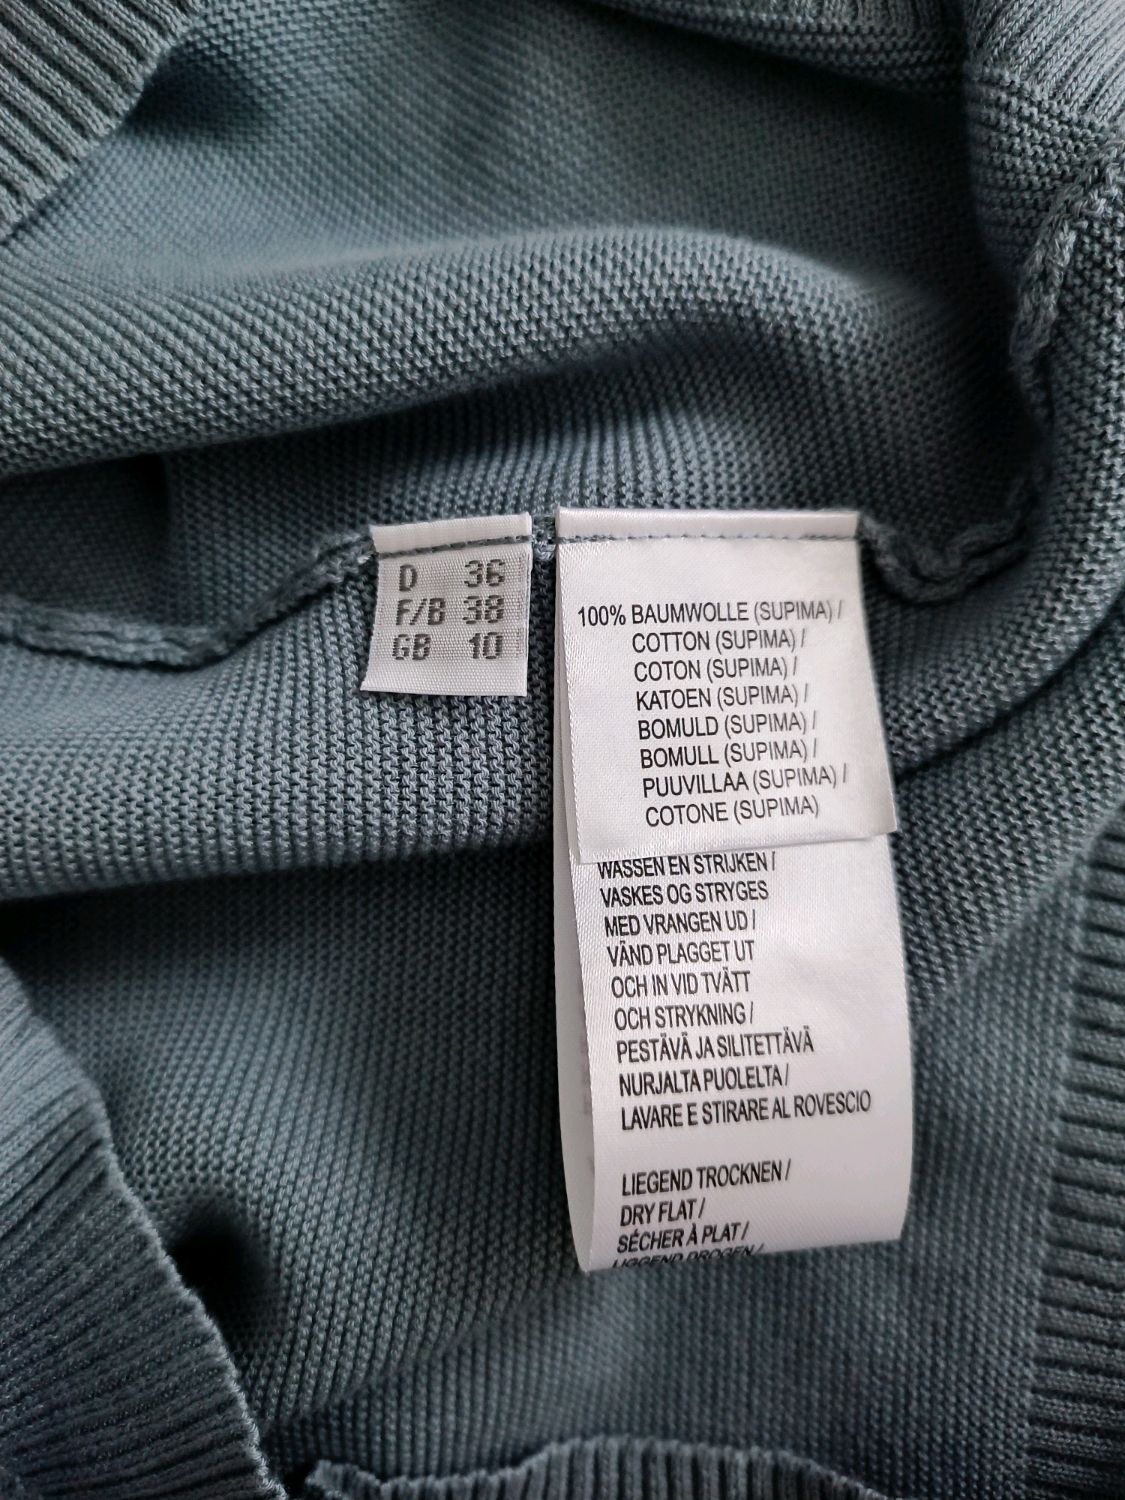 D 36
F/B 38
GB 10
100% BAUMWOLLE (SUPIMA) /
COTTON (SUPIMA) /
COTON (SUPIMA) /
KATOEN (SUPIMA) /
BOMULD (SUPIMA) /
BOMULL (SUPIMA) /
PUUVILLAA (SUPIMA) /
COTONE (SUPIMA)
WASSEN EN STRIJKEN /
VASKES OG STRYGES
MED VRANGEN UD /
VÄND PLAGGET UT
OCH IN VID TVÄTT
OCH STRYKNING /
PESTÄVÄ JA SILITETTÄVÄ
NURJALTA PUOLELTA /
LAVARE E STIRARE AL ROVESCIO
LIEGEND TROCKNEN /
DRY FLAT /
SÉCHER À PLAT /
LIGGEND DROGEN /